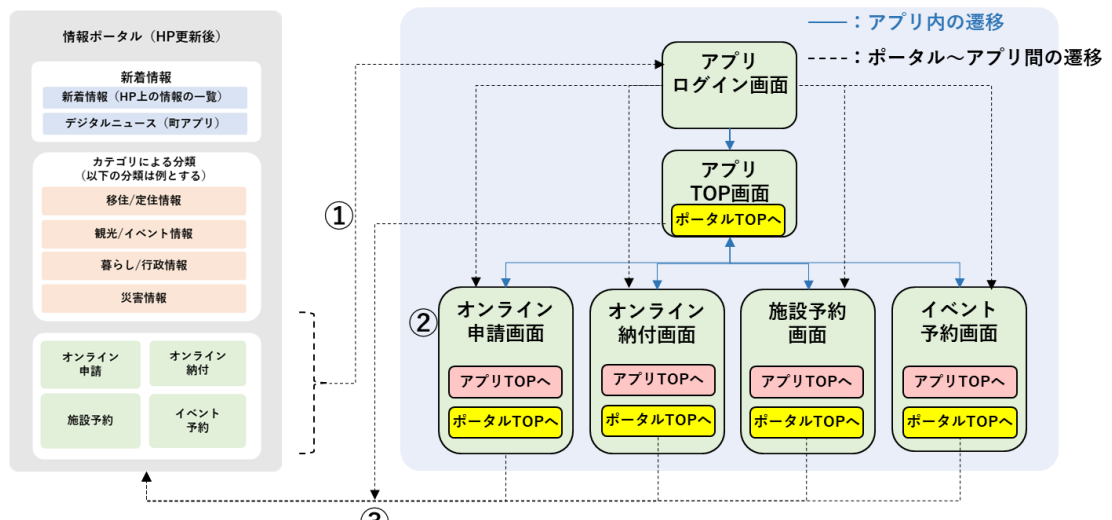 情報ポータル（HP更新後）
新着情報
新着情報（HP上の情報の一覧）
デジタルニュース（町アプリ）
カテゴリによる分類
（以下の分類は例とする）
移住/定住情報
観光/イベント情報
暮らし/行政情報
災害情報
オンライン
申請
オンライン
納付
施設予約
イベント
予約
①
：アプリ内の遷移
：ポータル～アプリ間の遷移
アプリ
ログイン画面
アプリ
TOP画面
ポータルTOPへ
②
オンライン
申請画面
アプリTOPへ
ポータルTOPへ
オンライン
納付画面
アプリTOPへ
ポータルTOPへ
施設予約
画面
アプリTOPへ
ポータルTOPへ
イベント
予約画面
アプリTOPへ
ポータルTOPへ
③